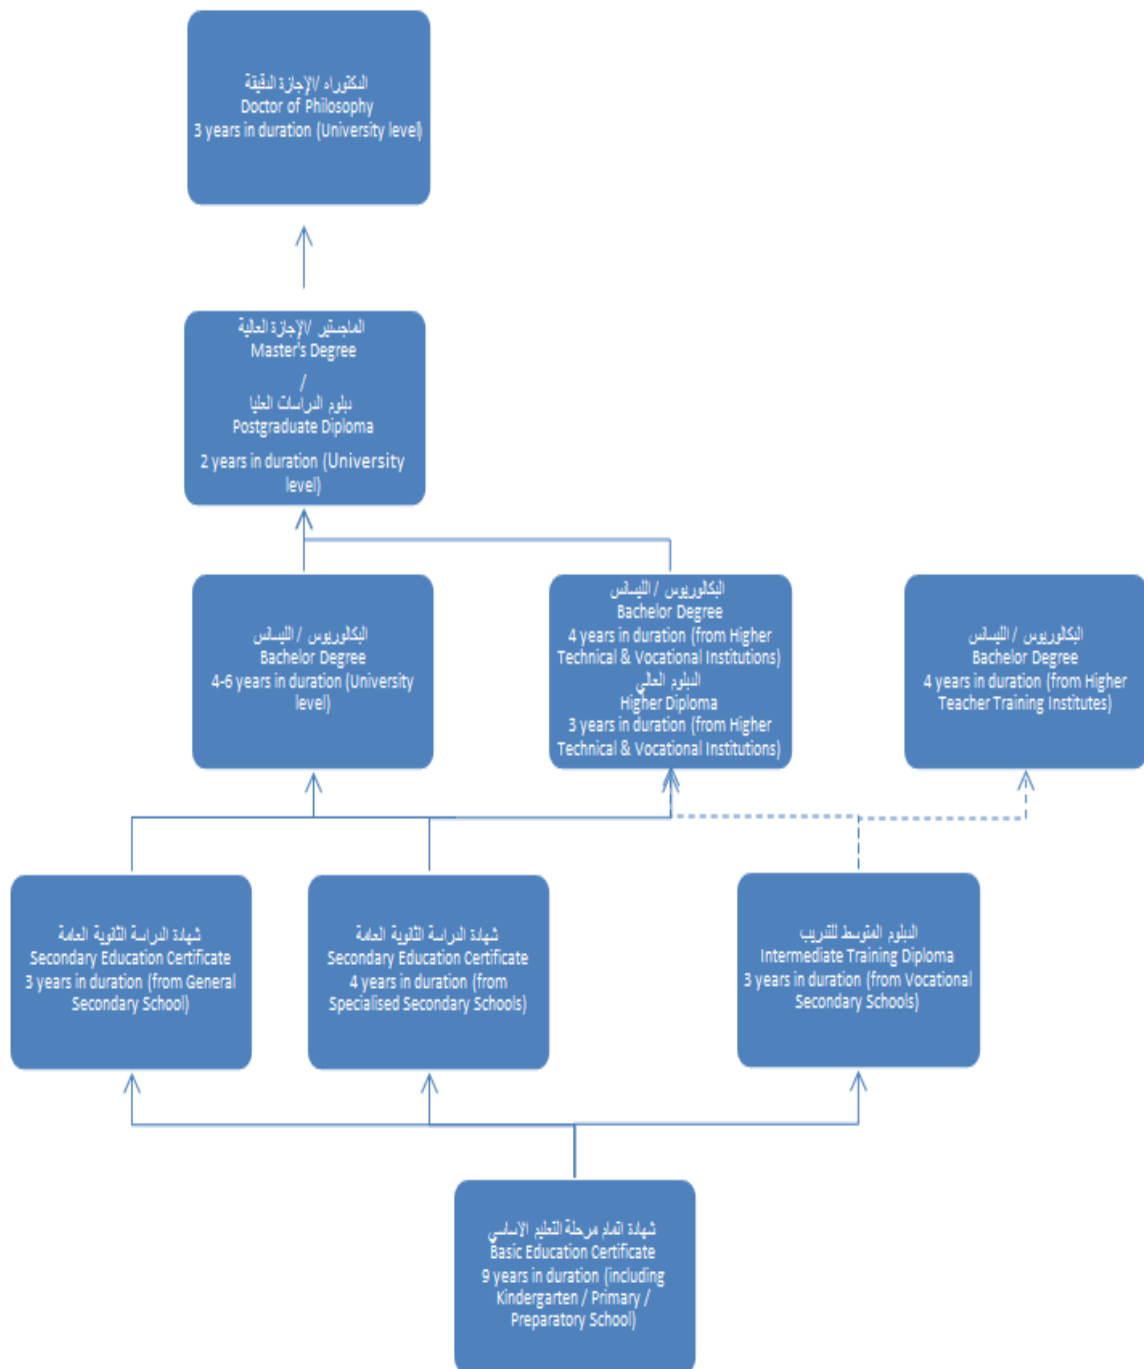 الدكتوراه /الإجازة الدقيقة
Doctor of Philosophy
3 years in duration (University level)
الماجستير /الإجازة العالية
Master's Degree
/
دبلوم الدراسات العليا
Postgraduate Diploma
2 years in duration (University
level)
البكالوريوس / الليسانس
Bachelor Degree
4-6 years in duration (University
level)
البكالوريوس / الليسانس
Bachelor Degree
4 years in duration (from Higher
Technical & Vocational Institutions)
الدبلوم العالي
Higher Diploma
3 years in duration (from Higher
Technical & Vocational Institutions)
البكالوريوس / الليسانس
Bachelor Degree
4 years in duration (from Higher
Teacher Training Institutes)
شهادة الدراسة الثانوية العامة
Secondary Education Certificate
3 years in duration (from General
Secondary School)
شهادة الدراسة الثانوية العامة
Secondary Education Certificate
4 years in duration (from
Specialised Secondary Schools)
الدبلوم المتوسط للتدريب
Intermediate Training Diploma
3 years in duration (from Vocational
Secondary Schools)
شهادة اتمام مرحلة التعليم الاساسي
Basic Education Certificate
9 years in duration (including
Kindergarten / Primary /
Preparatory School)